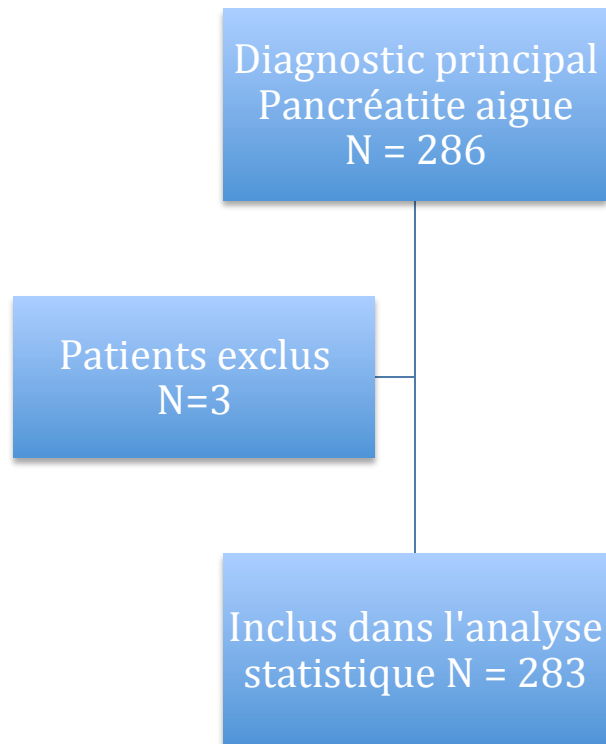 Diagnostic principal
Pancréatite aigue
N = 286
Patients exclus
N=3
Inclus dans l'analyse
statistique N = 283